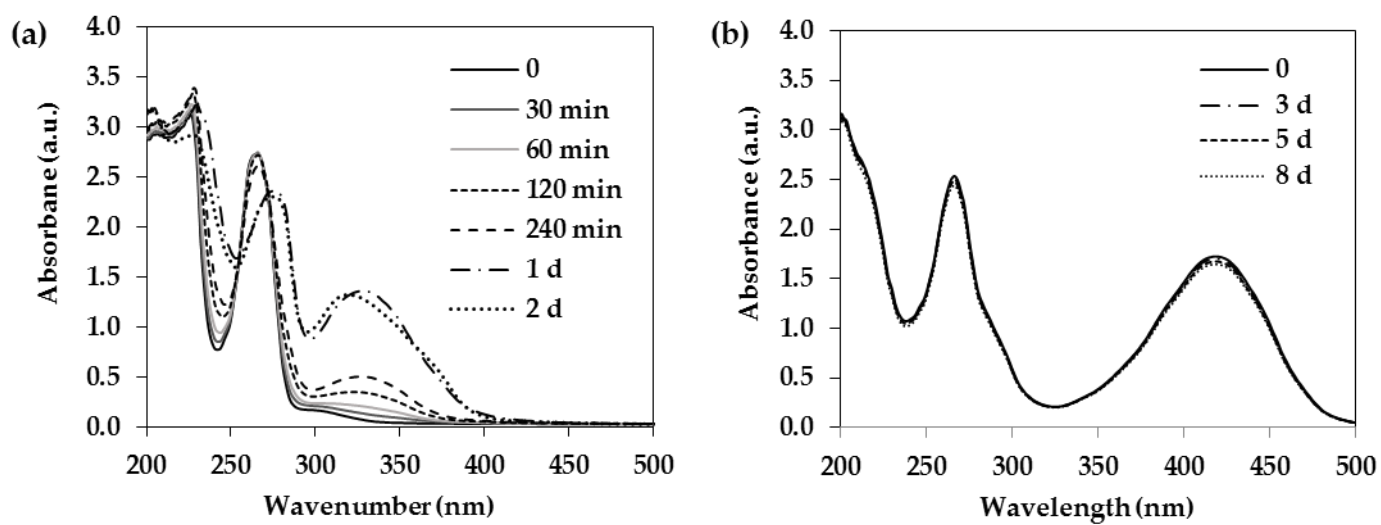 (a)
4.0
3.5
3.0
2.5
2.0
1.5
1.0
0.5
0.0
Absorbane (a.u.)
200 250 300 350 400 450 500
Wavenumber (nm)
0
30 min
60 min
120 min
240 min
1 d
2 d
(b)
4.0
3.5
3.0
2.5
2.0
1.5
1.0
0.5
0.0
Absorbance (a.u.)
200 250 300 350 400 450 500
Wavelength (nm)
0
3 d
5 d
8 d